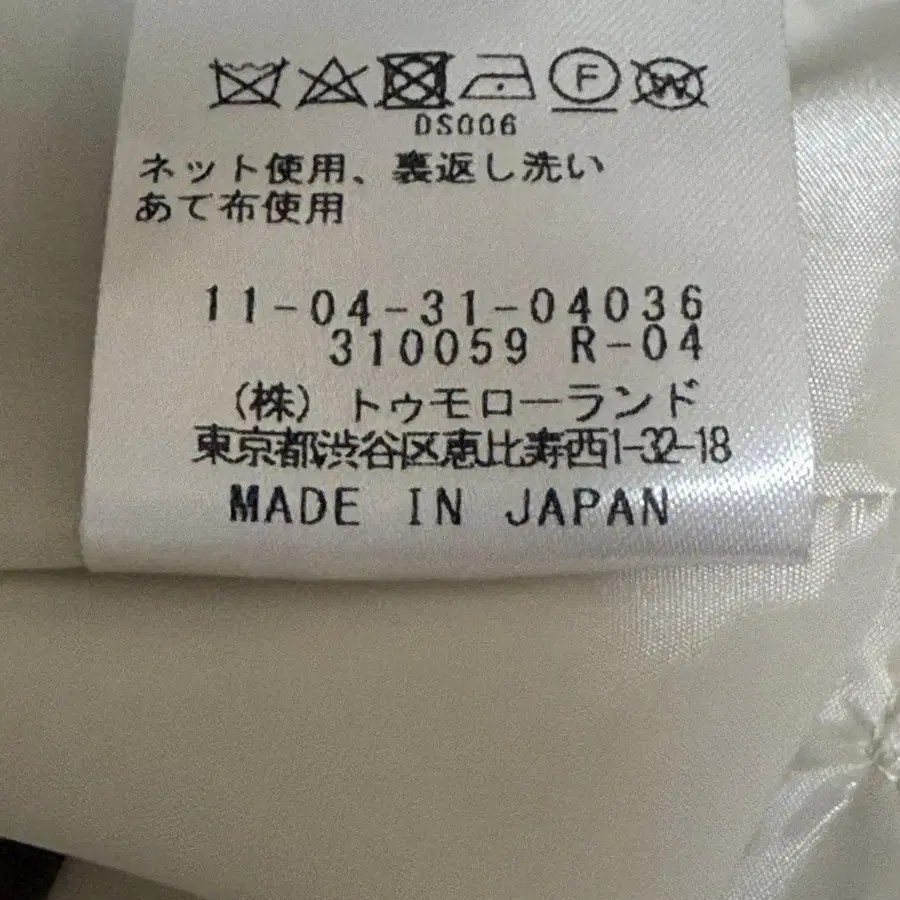 F W
DS006
ネット使用、裏返し洗い
あて布使用
11-04-31-04036
310059 R-04
(株) トゥモローランド
東京都渋谷区恵比寿西1-32-18
MADE IN JAPAN